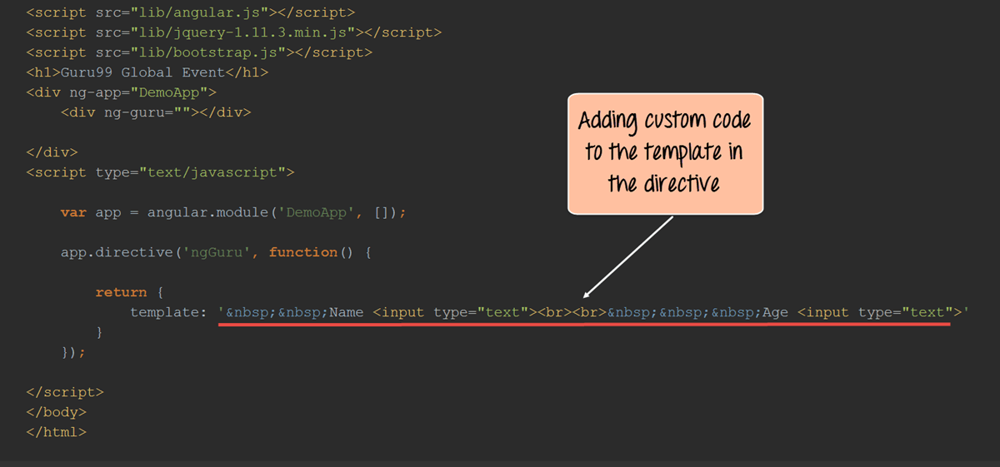 <script src="lib/angular.js"></script>
<script src="lib/jquery-1.11.3.min.js"></script>
<script src="lib/bootstrap.js"></script>
<h1>Guru99 Global Event</h1>
<div ng-app="DemoApp">
<div ng-guru=""></div>
</div>
<script type="text/javascript">
var app = angular.module('DemoApp', []);
app.directive('ngGuru', function() {
return {
template: '&nbsp;&nbsp;Name <input type="text"><br><br>&nbsp;&nbsp;&nbsp;Age <input type="text">'
}
});
</script>
</body>
</html>
Adding custom code
to the template in
the directive